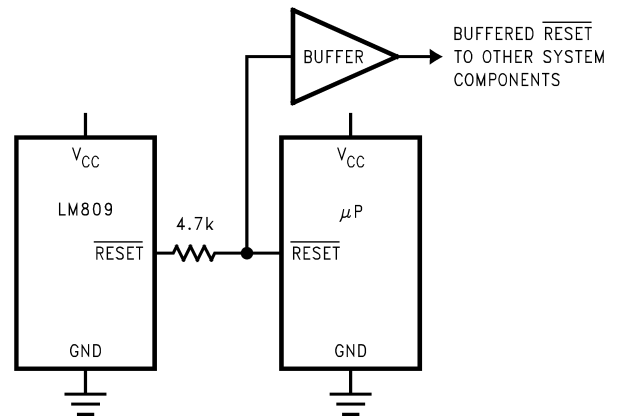 BUFFERED RESET
TO OTHER SYSTEM
COMPONENTS
BUFFER
VCC
LM809
RESET
GND
4.7k
VCC
μP
RESET
GND